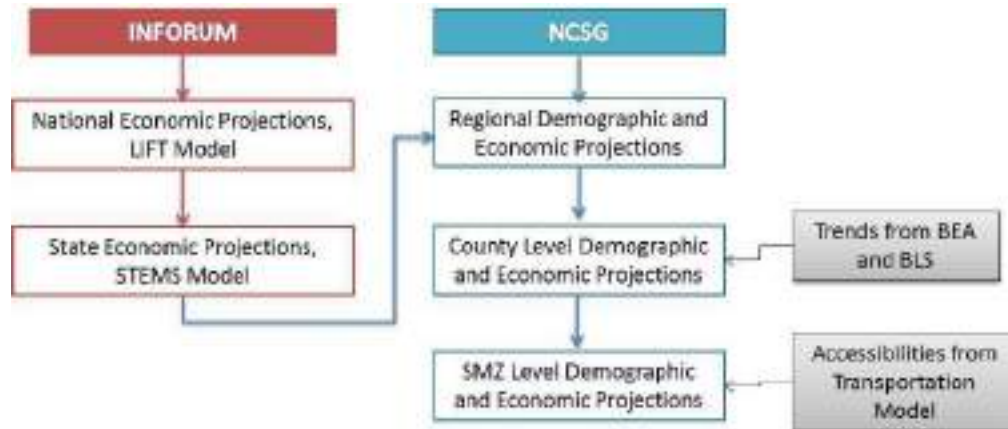 INFORUM
National Economic Projections,
LIFT Model
State Economic Projections,
STEMS Model
NCSG
Regional Demographic and
Economic Projections
County Level Demographic
and Economic Projections
SMZ Level Demographic
and Economic Projections
Trends from BEA
and BLS
Accessibilities from
Transportation
Model